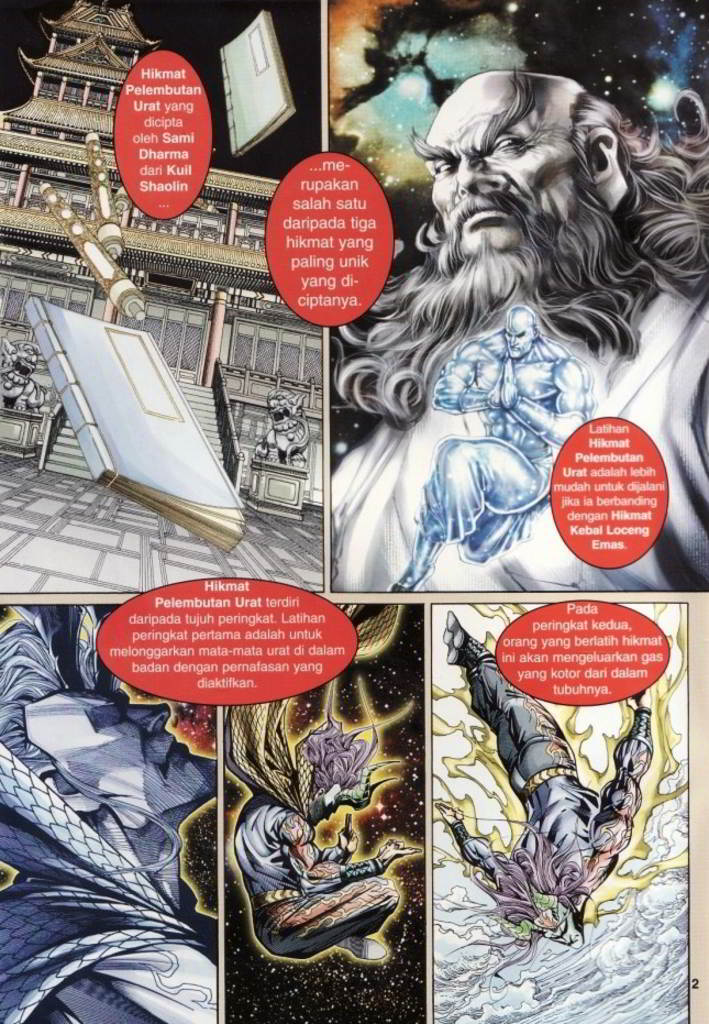 Hikmat
Pelembutan
Urat yang
dicipta
oleh Sami
Dharma
dari Kuil
Shaolin
...
...me-
rupakan
salah satu
daripada tiga
hikmat yang
paling unik
yang di-
ciptanya.
Latihan
Hikmat
Pelembutan
Urat adalah lebih
mudah untuk dijalani
jika ia berbanding
dengan Hikmat
Kebal Loceng
Emas.
Hikmat
Pelembutan Urat terdiri
daripada tujuh peringkat. Latihan
peringkat pertama adalah untuk
melonggarkan mata-mata urat di dalam
badan dengan pernafasan yang
diaktifkan.
Pada
peringkat kedua,
orang yang berlatih hikmat
ini akan mengeluarkan gas
yang kotor dari dalam
tubuhnya.
2